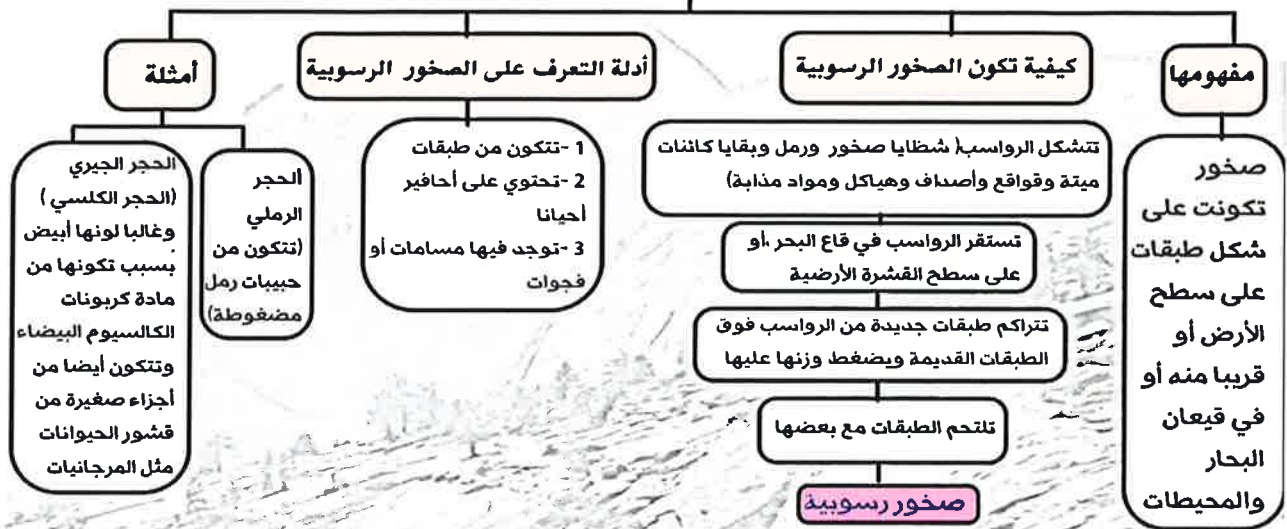 مفهومها
صخور
تكونت على
شكل طبقات
على سطح
الأرض أو
قريبا منه أو
في قيعان
البحار
والمحيطات
كيفية تكون الصخور الرسوبية
تتشكل الرواسب( شظايا صخور ورمل وبقايا كائنات
ميتة وقواقع وأصداف وهياكل ومواد مذابة)
تستقر الرواسب في قاع البحر ،أو
على سطح القشرة الأرضية
تتراكم طبقات جديدة من الرواسب فوق
الطبقات القديمة ويضغط وزنها عليها
تلتحم الطبقات مع بعضها
صخور رسوبية
أدلة التعرف على الصخور الرسوبية
1 -تتكون من طبقات
2 -تحتوي على أحافير
أحيانا
3 -توجد فيها مسامات أو
فجوات
أمثلة
ألحجر
الرملي
(تتكون من
حبيبات رمل
مضغوطة)
الحجر الجيري
(الحجر الكلسي )
وغالبا لونها أبيض
بسبب تكونها من
مادة كربونات
الكالسيوم البيضاء
وتتكون أيضا من
أجزاء صغيرة من
قشور الحيوانات
مثل المرجانيات